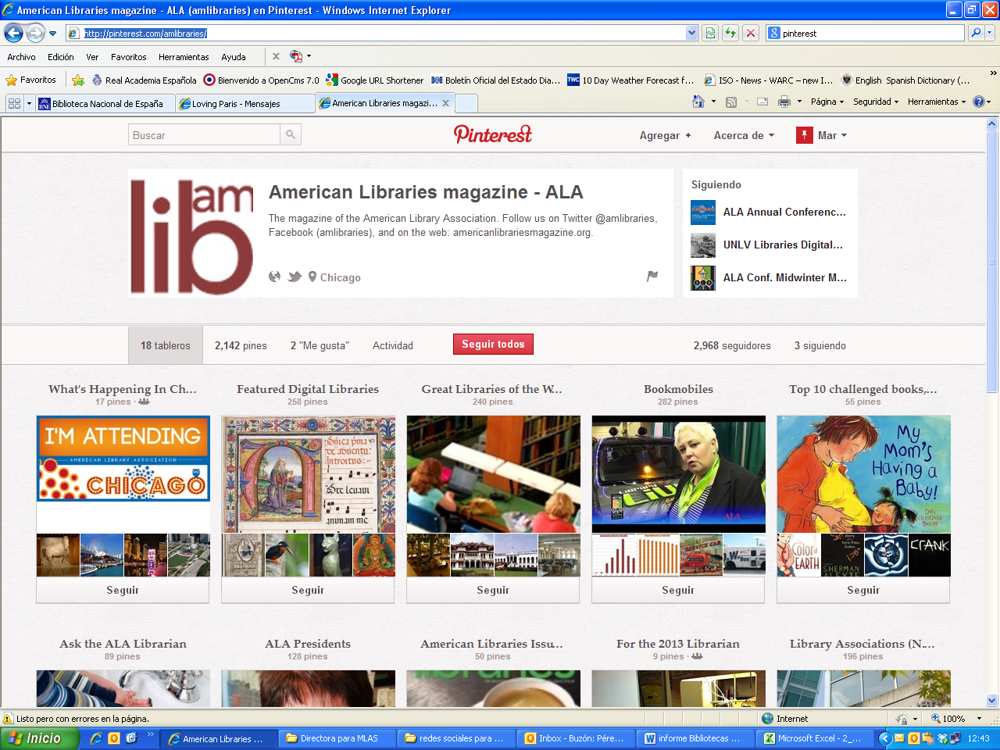 American Libraries magazine - ALA (amlibraries) en Pinterest - Windows Internet Explorer
http://pinterest.com/amlibraries/
pinterest
Archivo Edición Ver Favoritos Herramientas Ayuda
Favoritos Real Academia Española Bienvenido a OpenCms 7.0 Google URL Shortener Boletín Oficial del Estado Dia... 10 Day Weather Forecast f... ISO - News - WARC – new I... English Spanish Dictionary (...
Biblioteca Nacional de España Loving Paris - Mensajes American Libraries magazi... Página Seguridad Herramientas
Buscar Pinterest Agregar + Acerca de Mar
lib am
American Libraries magazine - ALA
The magazine of the American Library Association. Follow us on Twitter @amlibraries,
Facebook (amlibraries), and on the web: americanlibrariesmagazine.org.
Chicago
Siguiendo
ALA Annual Conferenc...
UNLV Libraries Digital...
ALA Conf. Midwinter M...
18 tableros 2,142 pines 2 "Me gusta" Actividad Seguir todos 2,968 seguidores 3 siguiendo
What's Happening In Ch... Featured Digital Libraries Great Libraries of the W... Bookmobiles Top 10 challenged books,...
17 pines · 258 pines 240 pines 282 pines 55 pines
I'M ATTENDING
AMERICAN LIBRARY ASSOCIATION
CHICAGO
ALA
My
Mom's
Having a
Baby!
Color of
EARTH
SHERMAN
ALEXIE
CRANK
Seguir Seguir Seguir Seguir Seguir
Ask the ALA Librarian ALA Presidents American Libraries Issu... For the 2013 Librarian Library Associations (N....
89 pines 128 pines 50 pines 9 pines · 196 pines
libraries
Listo pero con errores en la página. Internet 100%
Inicio American Libraries ... Directora para MLAS redes sociales para ... Inbox - Buzón: Pére... informe Bibliotecas ... Microsoft Excel - 2_... 12:43